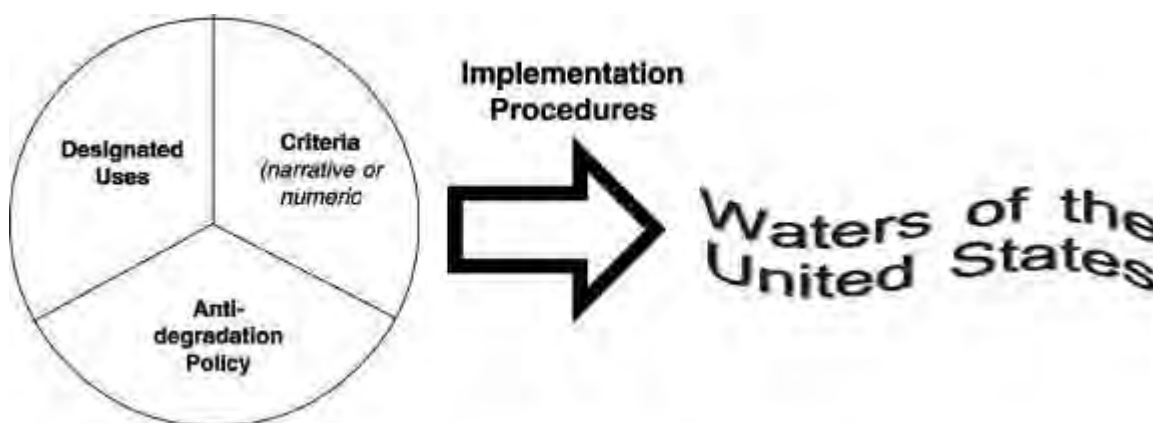 Designated
Uses
Criteria
(narrative or
numeric
Anti-
degradation
Policy
Implementation
Procedures
Waters of the
United States